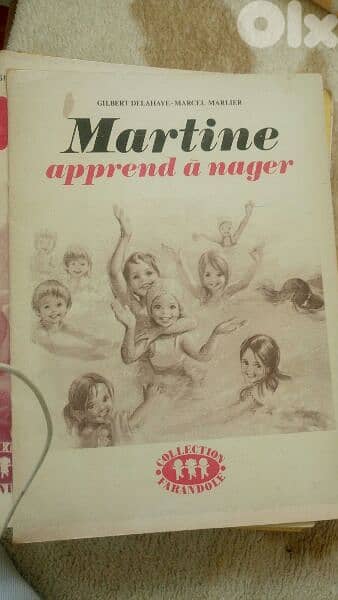 OLX
GILBERT DELAHAYE - MARCEL MARLIER
Martine
apprend à nager
COLLECTION
FARANDOLE